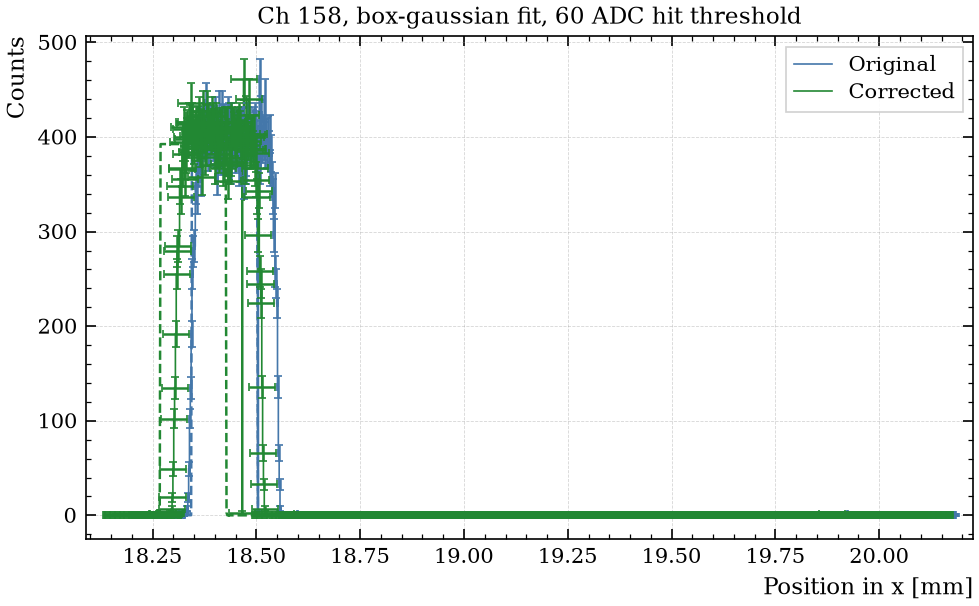 Ch 158, box-gaussian fit, 60 ADC hit threshold
Counts
500
400
300
200
100
0
Original
Corrected
18.25 18.50 18.75 19.00 19.25 19.50 19.75 20.00
Position in x [mm]